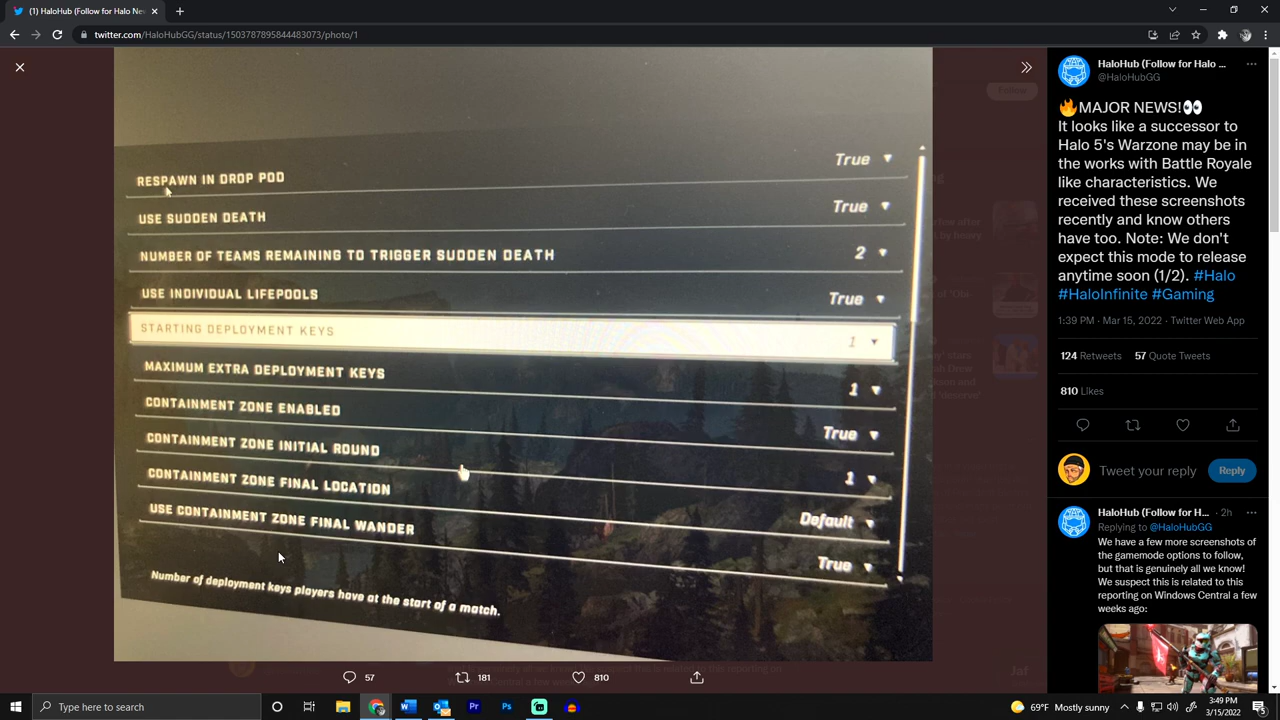 (1) HaloHub (Follow for Halo Ne
twitter.com/HaloHubGG/status/1503787895844483073/photo/1
RESPAWN IN DROP POD True
USE SUDDEN DEATH True
NUMBER OF TEAMS REMAINING TO TRIGGER SUDDEN DEATH 2
USE INDIVIDUAL LIFEPOOLS True
STARTING DEPLOYMENT KEYS 1
MAXIMUM EXTRA DEPLOYMENT KEYS 1
CONTAINMENT ZONE ENABLED True
CONTAINMENT ZONE INITIAL ROUND 1
CONTAINMENT ZONE FINAL LOCATION Default
USE CONTAINMENT ZONE FINAL WANDER True
Number of deployment keys players have at the start of a match.
57 181 810
HaloHub (Follow for Halo ...
@HaloHubGG
🔥MAJOR NEWS!👀
It looks like a successor to
Halo 5's Warzone may be in
the works with Battle Royale
like characteristics. We
received these screenshots
recently and know others
have too. Note: We don't
expect this mode to release
anytime soon (1/2). #Halo
#HaloInfinite #Gaming
1:39 PM · Mar 15, 2022 · Twitter Web App
124 Retweets 57 Quote Tweets
810 Likes
Tweet your reply Reply
HaloHub (Follow for H... · 2h
Replying to @HaloHubGG
We have a few more screenshots of
the gamemode options to follow,
but that is genuinely all we know!
We suspect this is related to this
reporting on Windows Central a few
weeks ago:
Type here to search
Pr Ps
69°F Mostly sunny
3:49 PM
3/15/2022